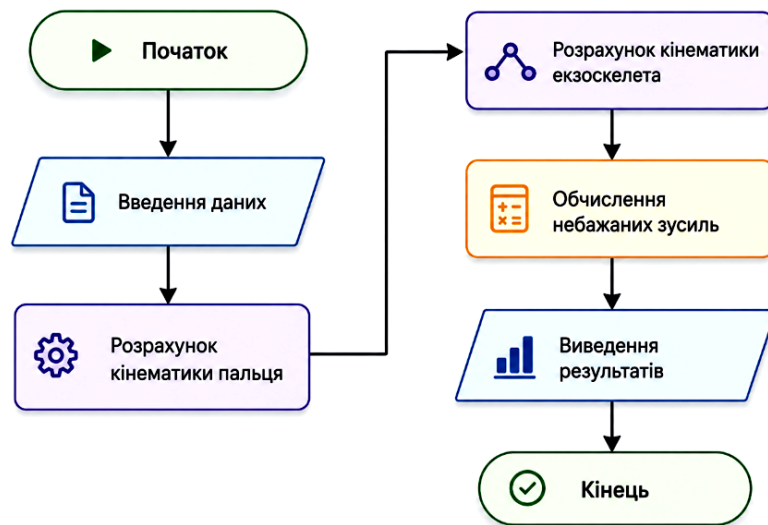 Початок
Введення даних
Розрахунок
кінематики пальця
Розрахунок кінематики
екзоскелета
Обчислення
небажаних зусиль
Виведення
результатів
Кінець